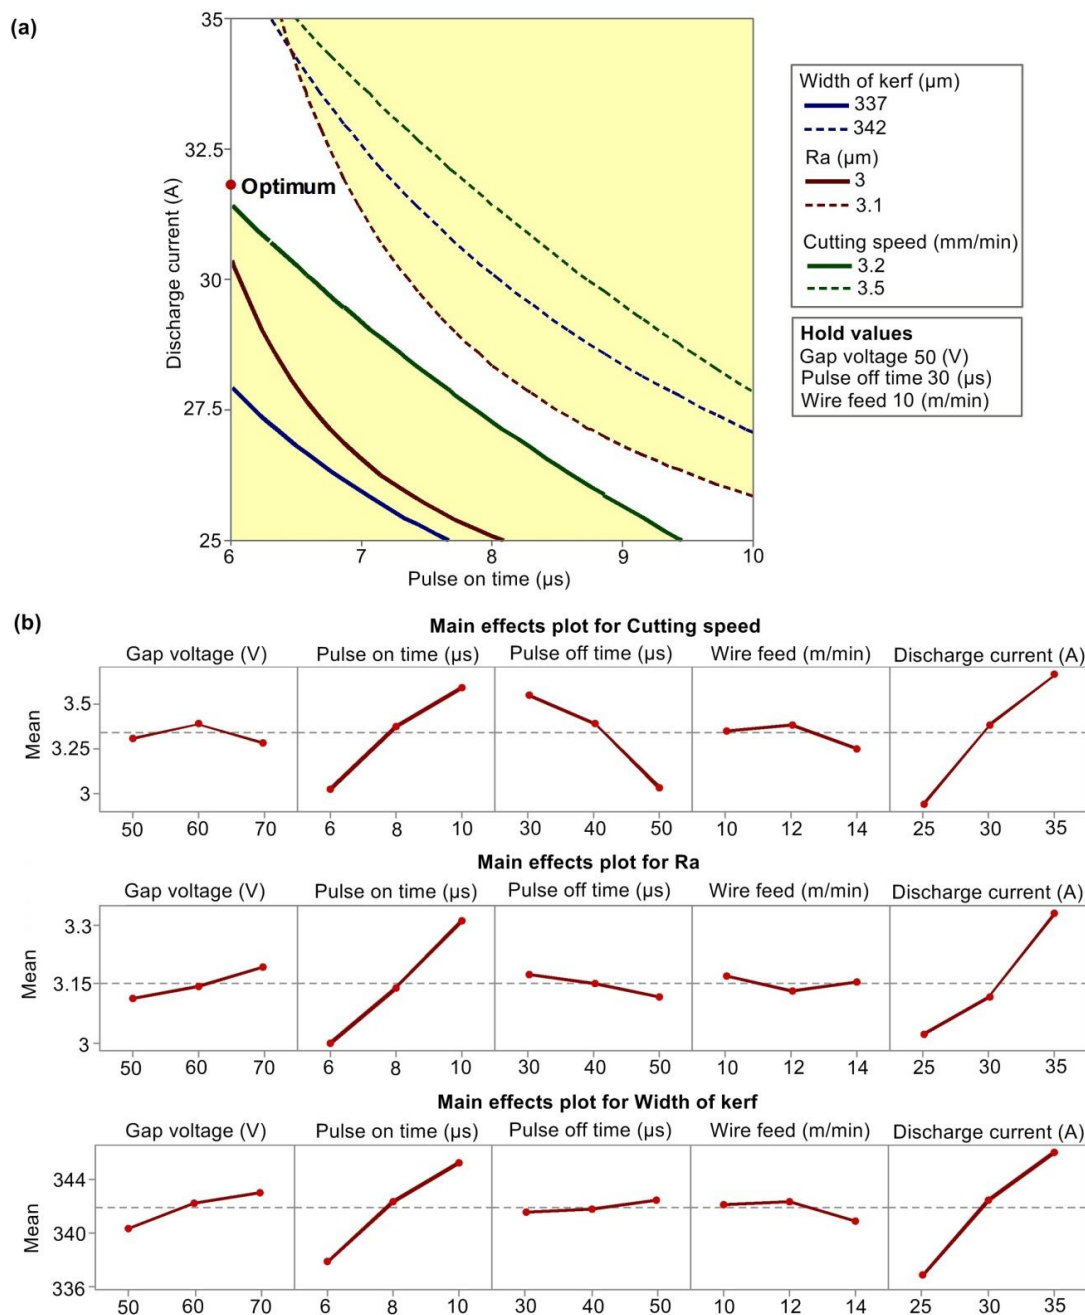 (a)
35
32.5
30
27.5
25
Discharge current (A)
Optimum
6 7 8 9 10
Pulse on time (µs)
Width of kerf (µm)
337
342
Ra (µm)
3
3.1
Cutting speed (mm/min)
3.2
3.5
Hold values
Gap voltage 50 (V)
Pulse off time 30 (µs)
Wire feed 10 (m/min)
(b)
Main effects plot for Cutting speed
Gap voltage (V) Pulse on time (µs) Pulse off time (µs) Wire feed (m/min) Discharge current (A)
Mean
3.5
3.25
3
50 60 70 6 8 10 30 40 50 10 12 14 25 30 35
Main effects plot for Ra
Gap voltage (V) Pulse on time (µs) Pulse off time (µs) Wire feed (m/min) Discharge current (A)
Mean
3.3
3.15
3
50 60 70 6 8 10 30 40 50 10 12 14 25 30 35
Main effects plot for Width of kerf
Gap voltage (V) Pulse on time (µs) Pulse off time (µs) Wire feed (m/min) Discharge current (A)
Mean
344
340
336
50 60 70 6 8 10 30 40 50 10 12 14 25 30 35